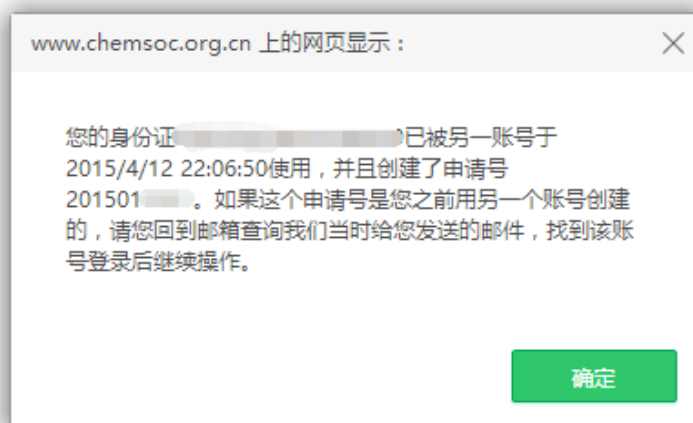 www.chemsoc.org.cn 上的网页显示：
您的身份证已被另一账号于
2015/4/12 22:06:50使用，并且创建了申请号
201501。如果这个申请号是您之前用另一个账号创建
的，请您回到邮箱查询我们当时给您发送的邮件，找到该账
号登录后继续操作。
确定